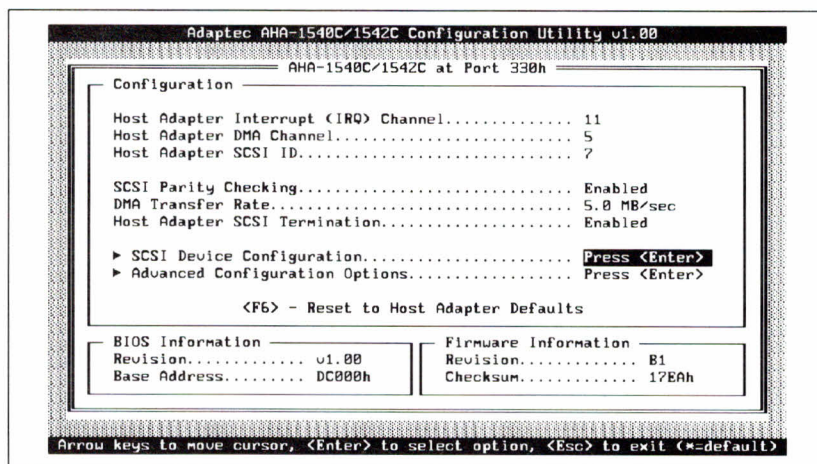 Adaptec AHA-1540C/1542C Configuration Utility v1.00
AHA-1540C/1542C at Port 330h
Configuration
Host Adapter Interrupt (IRQ) Channel............... 11
Host Adapter DMA Channel........................... 5
Host Adapter SCSI ID............................... 7
SCSI Parity Checking............................... Enabled
DMA Transfer Rate.................................. 5.0 MB/sec
Host Adapter SCSI Termination...................... Enabled
► SCSI Device Configuration........................ Press <Enter>
► Advanced Configuration Options................... Press <Enter>
<F6> - Reset to Host Adapter Defaults
BIOS Information
Revision............. v1.00
Base Address......... DC000h
Firmware Information
Revision............. B1
Checksum............. 17EAh
Arrow keys to move cursor, <Enter> to select option, <Esc> to exit (*=default)